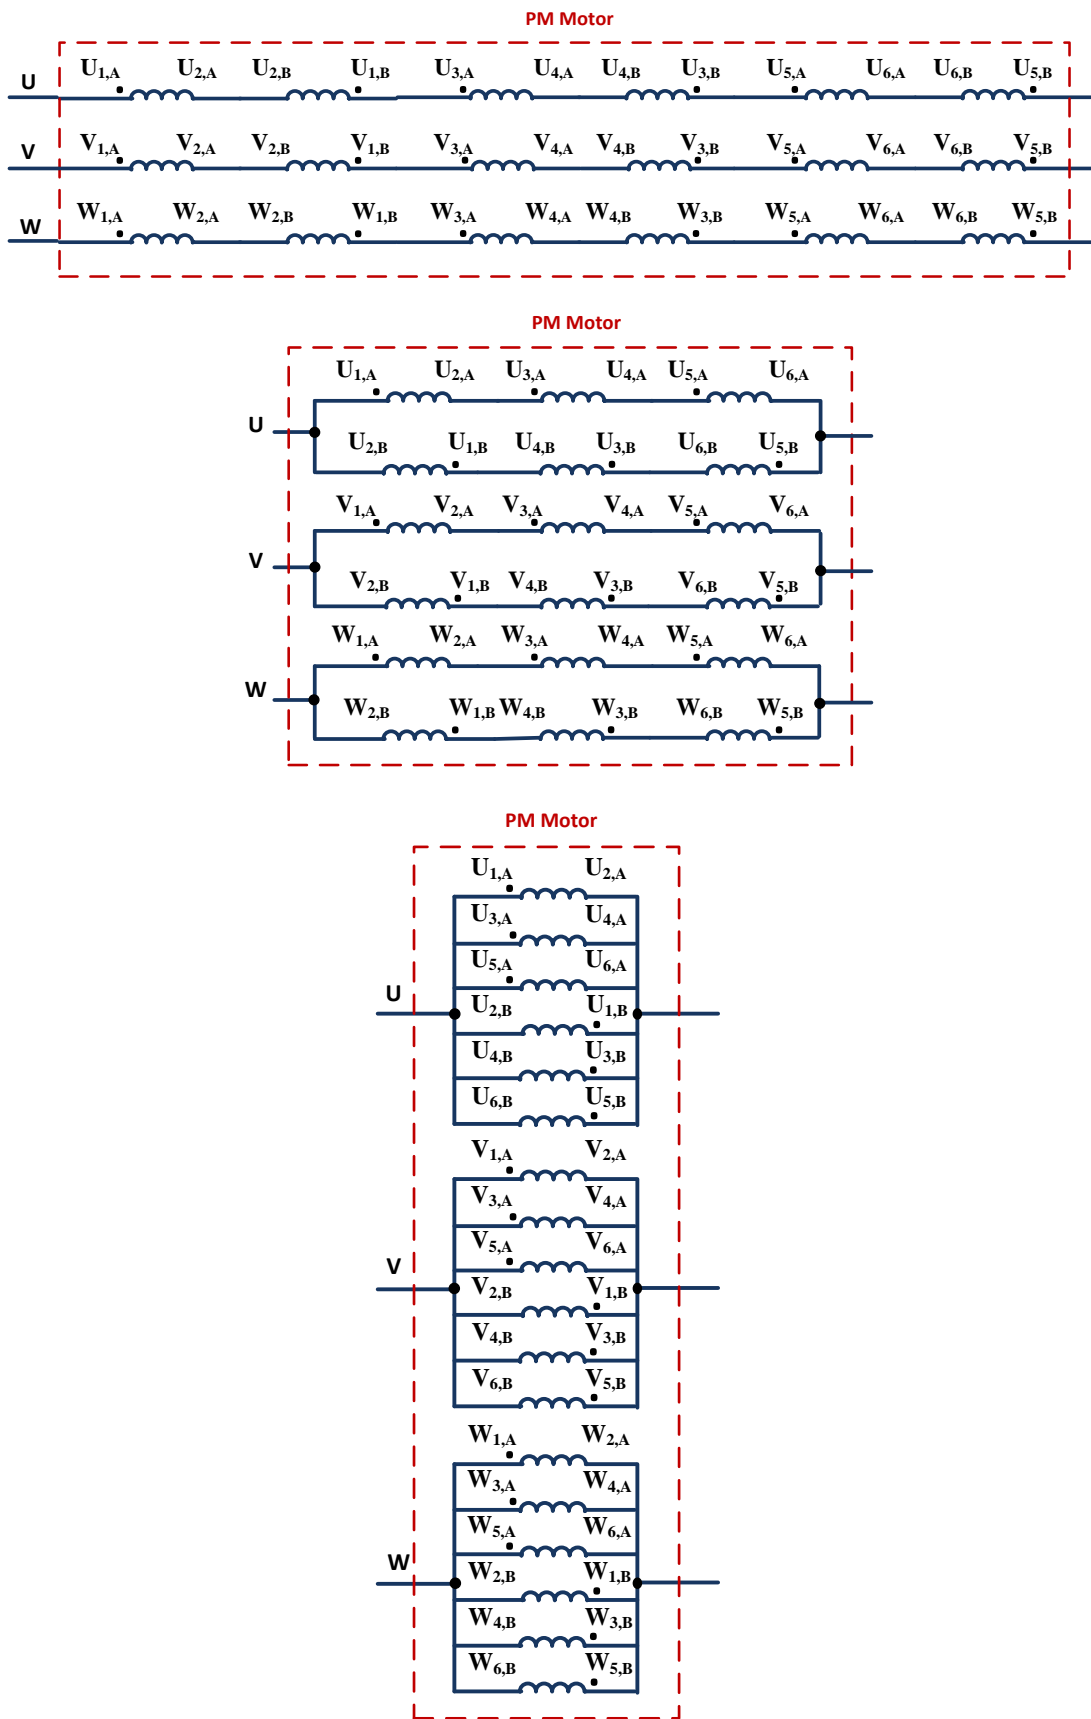 PM Motor
U1,A U2,A U2,B U1,B U3,A U4,A U4,B U3,B U5,A U6,A U6,B U5,B
U
V1,A V2,A V2,B V1,B V3,A V4,A V4,B V3,B V5,A V6,A V6,B V5,B
V
W1,A W2,A W2,B W1,B W3,A W4,A W4,B W3,B W5,A W6,A W6,B W5,B
W
PM Motor
U1,A U2,A U3,A U4,A U5,A U6,A
U
U2,B U1,B U4,B U3,B U6,B U5,B
V1,A V2,A V3,A V4,A V5,A V6,A
V
V2,B V1,B V4,B V3,B V6,B V5,B
W1,A W2,A W3,A W4,A W5,A W6,A
W
W2,B W1,B W4,B W3,B W6,B W5,B
PM Motor
U1,A U2,A
U3,A U4,A
U5,A U6,A
U
U2,B U1,B
U4,B U3,B
U6,B U5,B
V1,A V2,A
V3,A V4,A
V5,A V6,A
V
V2,B V1,B
V4,B V3,B
V6,B V5,B
W1,A W2,A
W3,A W4,A
W5,A W6,A
W
W2,B W1,B
W4,B W3,B
W6,B W5,B